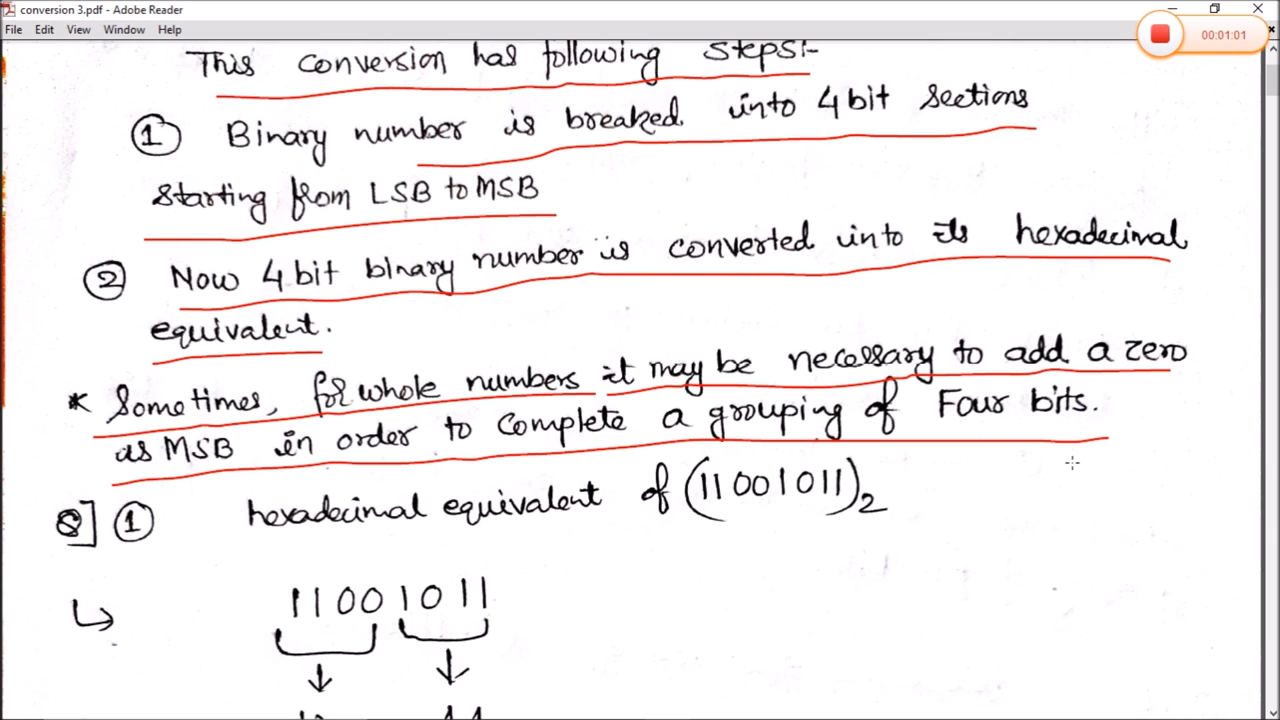 conversion 3.pdf - Adobe Reader
File Edit View Window Help
00:01:01
This conversion has following steps:-
1 Binary number is breaked into 4 bit sections
starting from LSB to MSB
2 Now 4 bit binary number is converted into its hexadecimal
equivalent.
* Sometimes, for whole numbers it may be necessary to add a zero
as MSB in order to complete a grouping of Four bits.
Q] 1 hexadecimal equivalent of (11001011)2
↳ 11001011